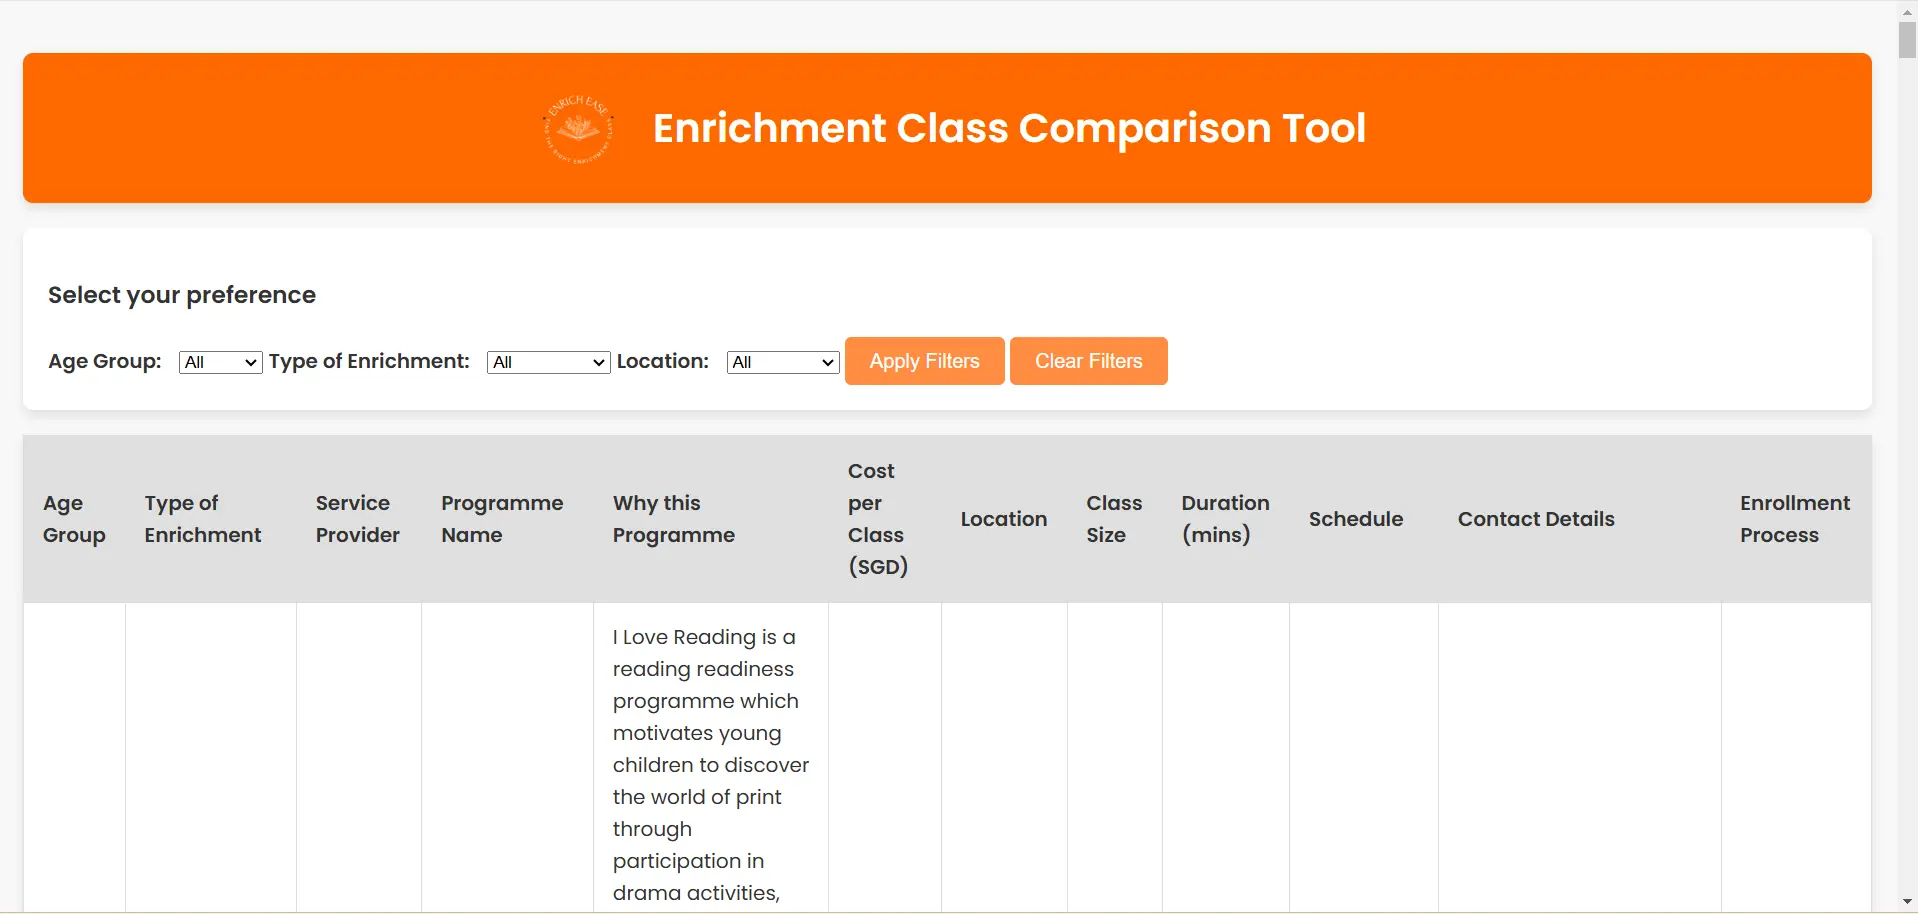 ENRICH EASE
Enrichment Class Comparison Tool
Select your preference
Age Group: All Type of Enrichment: All Location: All Apply Filters Clear Filters
Age Group Type of Enrichment Service Provider Programme Name Why this Programme Cost per Class (SGD) Location Class Size Duration (mins) Schedule Contact Details Enrollment Process
I Love Reading is a
reading readiness
programme which
motivates young
children to discover
the world of print
through
participation in
drama activities,